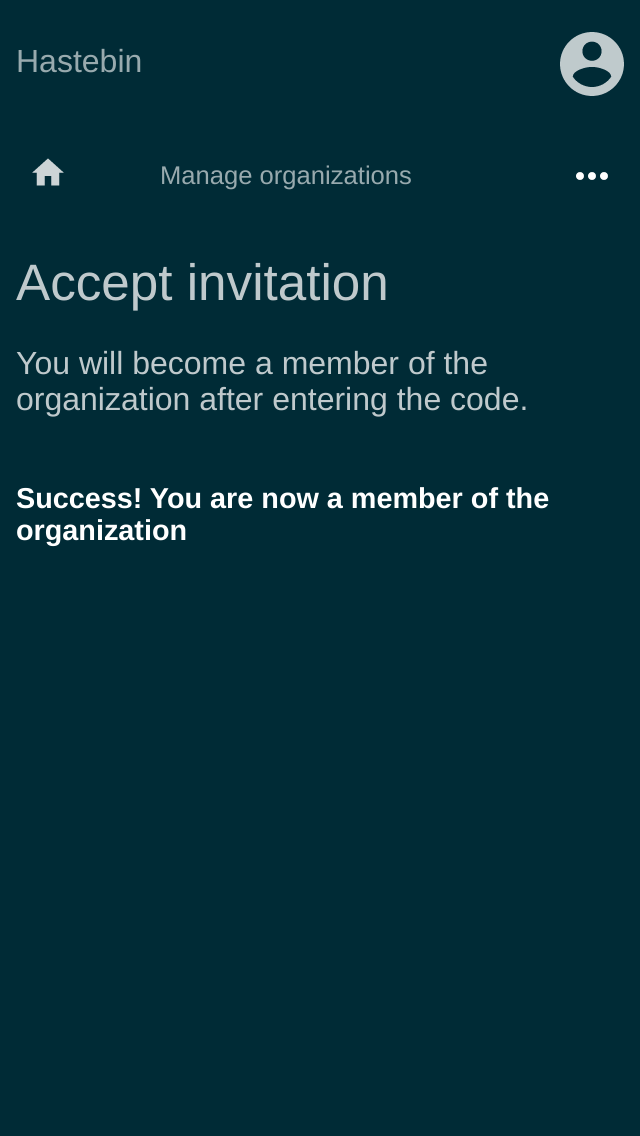 Hastebin
Manage organizations
Accept invitation
You will become a member of the
organization after entering the code.
Success! You are now a member of the
organization